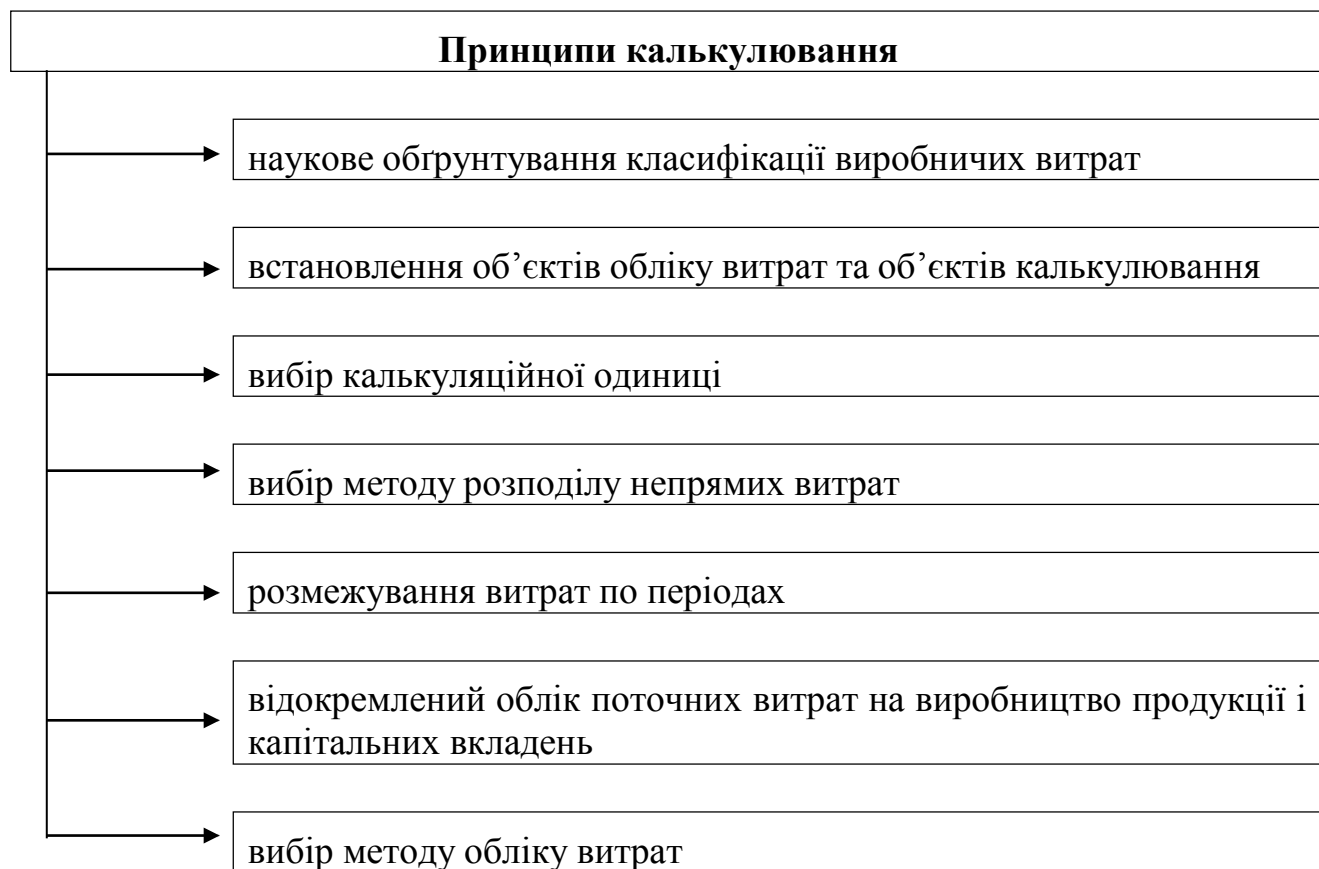 Принципи калькулювання
наукове обґрунтування класифікації виробничих витрат
встановлення об’єктів обліку витрат та об’єктів калькулювання
вибір калькуляційної одиниці
вибір методу розподілу непрямих витрат
розмежування витрат по періодах
відокремлений облік поточних витрат на виробництво продукції і
капітальних вкладень
вибір методу обліку витрат